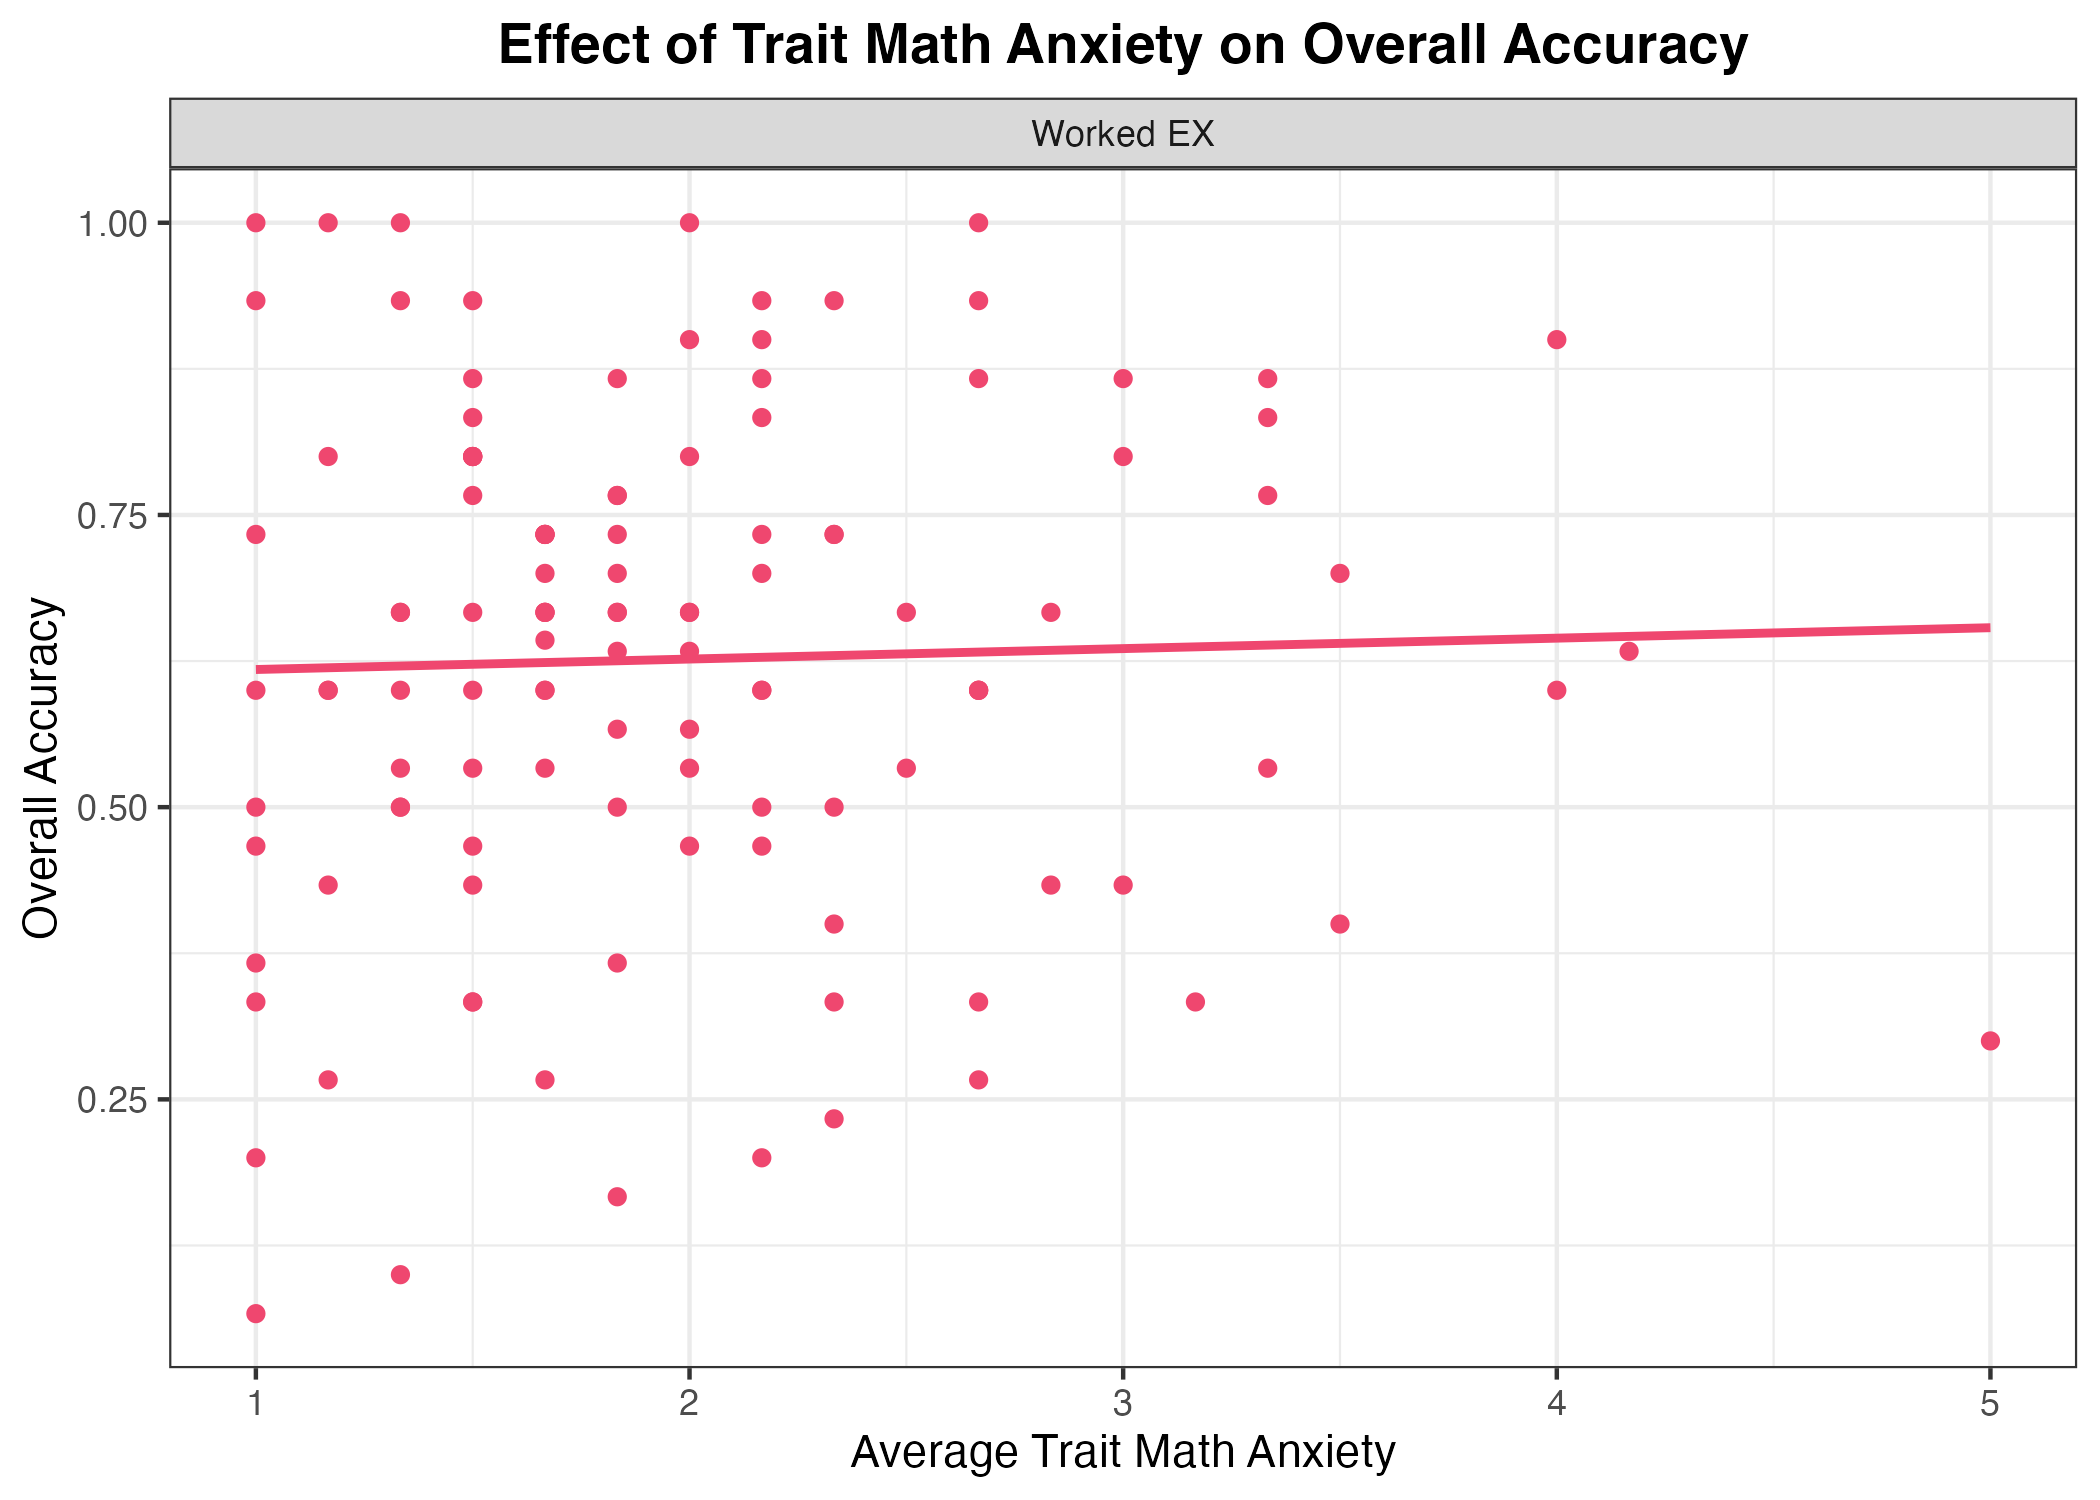 Effect of Trait Math Anxiety on Overall Accuracy
Worked EX
1.00
0.75
0.50
0.25
Overall Accuracy
1 2 3 4 5
Average Trait Math Anxiety